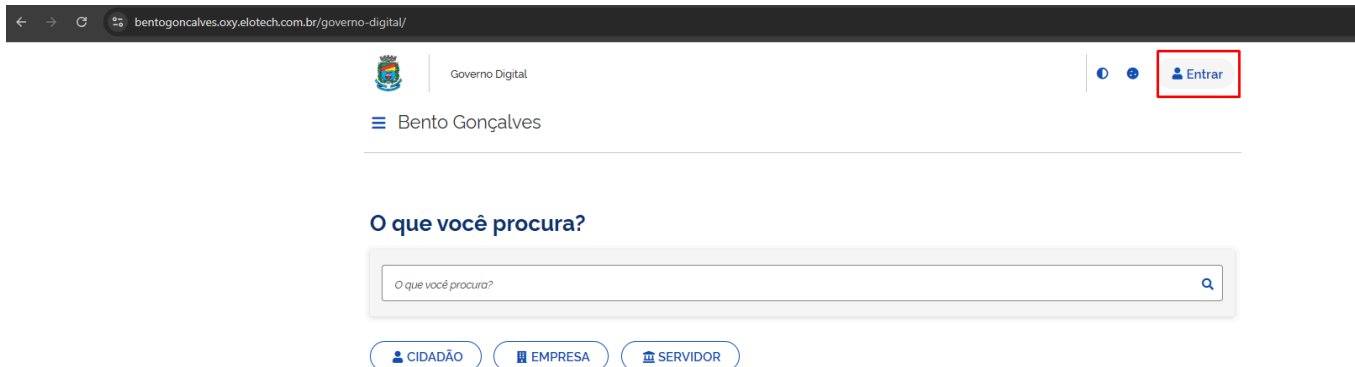 bentogoncalves.oxy.elotech.com.br/governo-digital/
Governo Digital
Entrar
Bento Gonçalves
O que você procura?
O que você procura?
CIDADÃO
EMPRESA
SERVIDOR